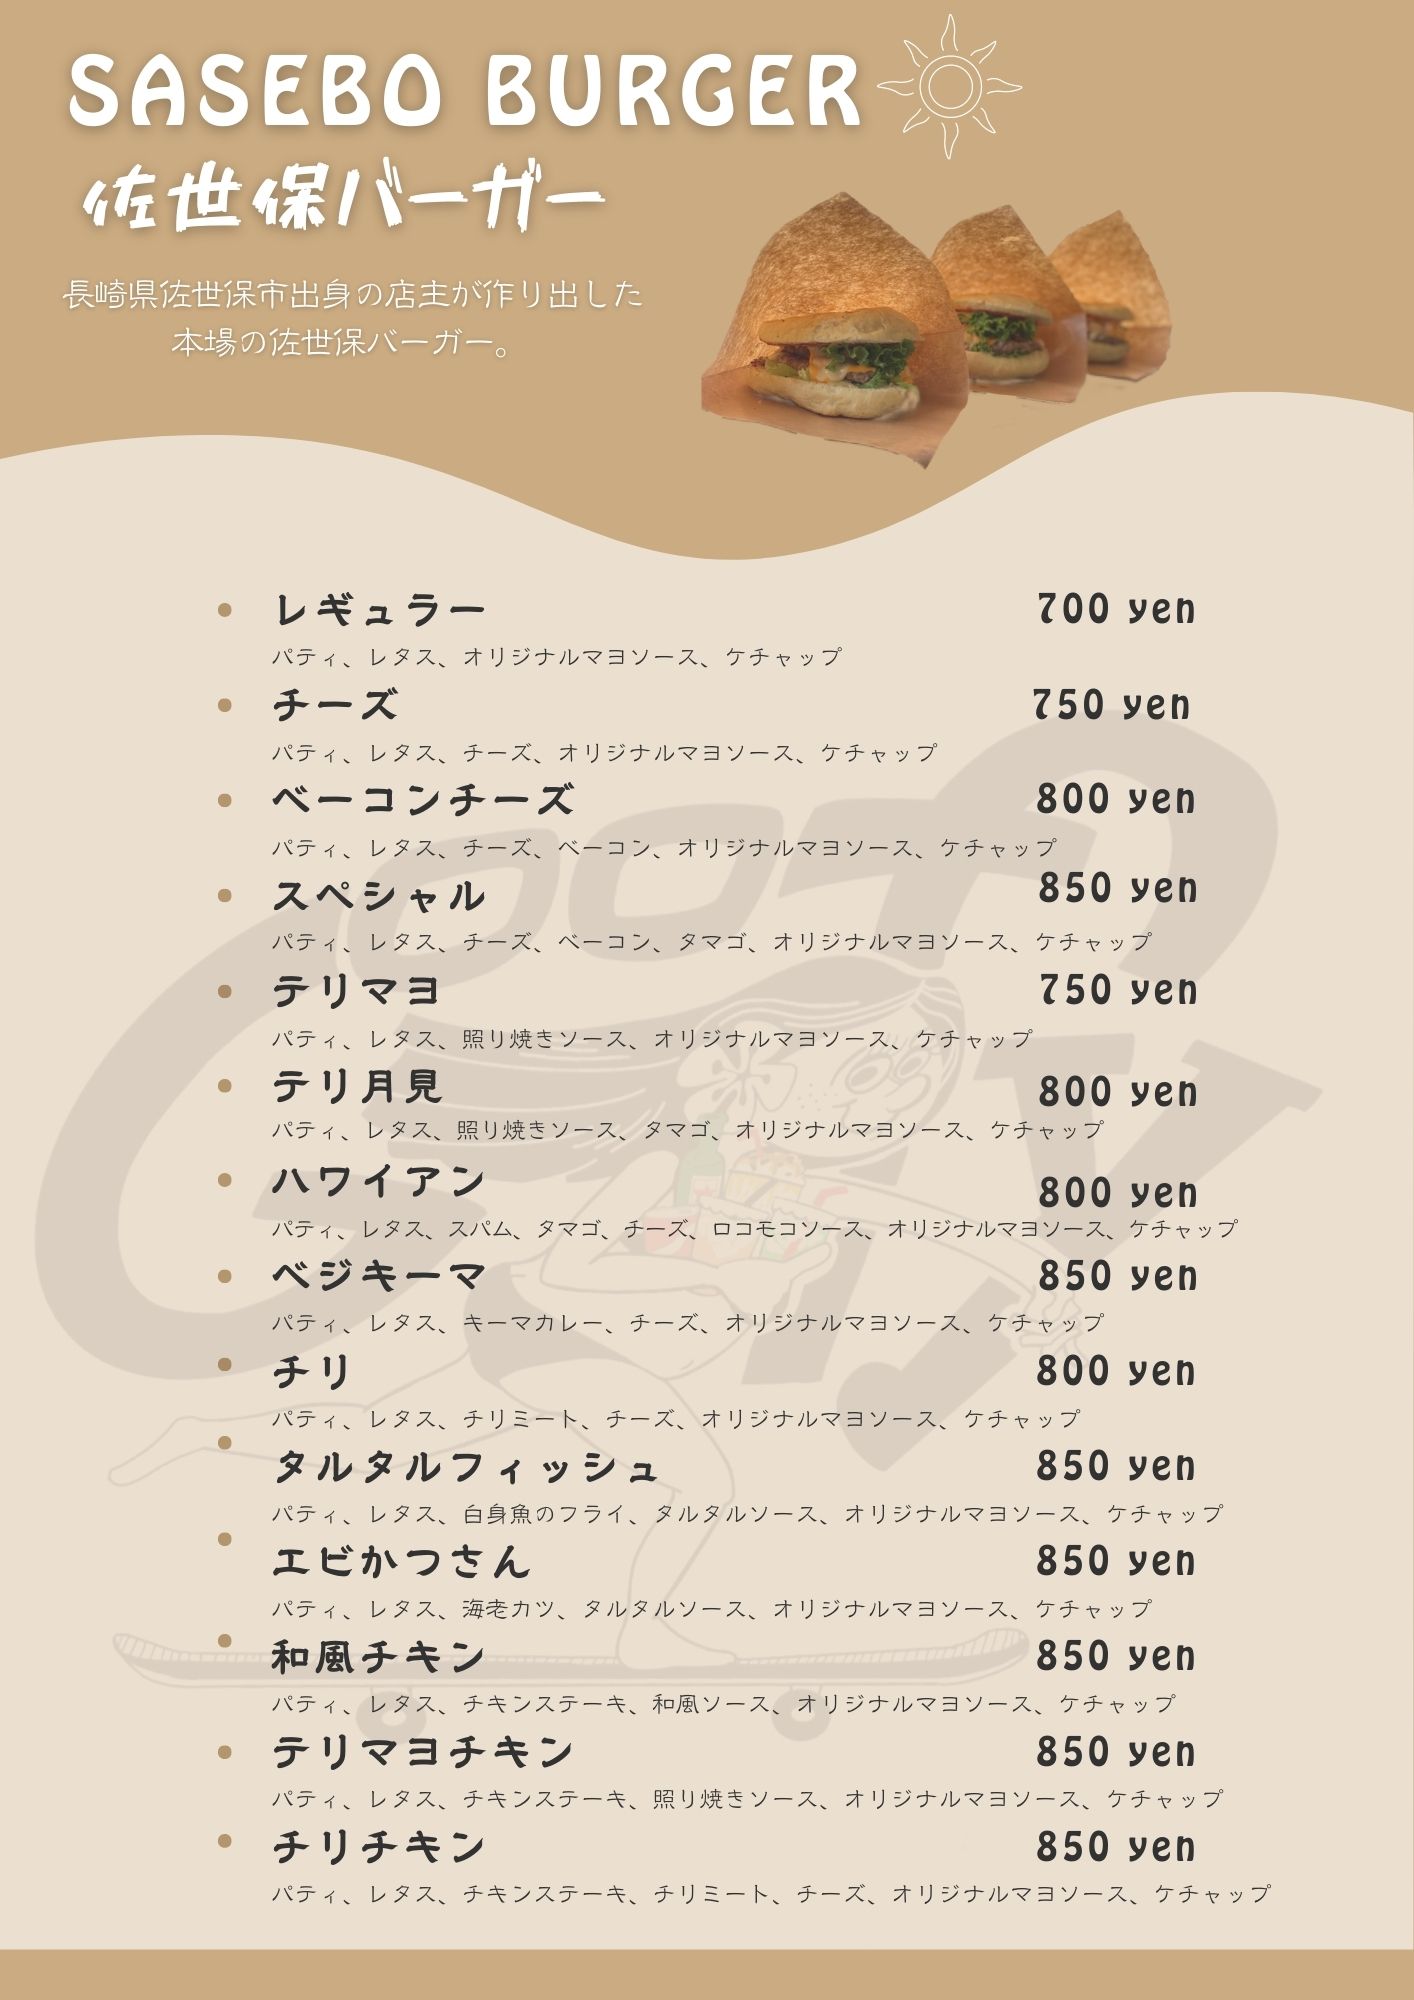 SASEBO BURGER
佐世保バーガー
長崎県佐世保市出身の店主が作り出した
本場の佐世保バーガー。
レギュラー 700 yen
パティ、レタス、オリジナルマヨソース、ケチャップ
チーズ 750 yen
パティ、レタス、チーズ、オリジナルマヨソース、ケチャップ
ベーコンチーズ 800 yen
パティ、レタス、チーズ、ベーコン、オリジナルマヨソース、ケチャップ
スペシャル 850 yen
パティ、レタス、チーズ、ベーコン、タマゴ、オリジナルマヨソース、ケチャップ
テリマヨ 750 yen
パティ、レタス、照り焼きソース、オリジナルマヨソース、ケチャップ
テリ月見 800 yen
パティ、レタス、照り焼きソース、タマゴ、オリジナルマヨソース、ケチャップ
ハワイアン 800 yen
パティ、レタス、スパム、タマゴ、チーズ、ロコモコソース、オリジナルマヨソース、ケチャップ
ベジキーマ 850 yen
パティ、レタス、キーマカレー、チーズ、オリジナルマヨソース、ケチャップ
チリ 800 yen
パティ、レタス、チリミート、チーズ、オリジナルマヨソース、ケチャップ
タルタルフィッシュ 850 yen
パティ、レタス、白身魚のフライ、タルタルソース、オリジナルマヨソース、ケチャップ
エビかつさん 850 yen
パティ、レタス、海老カツ、タルタルソース、オリジナルマヨソース、ケチャップ
和風チキン 850 yen
パティ、レタス、チキンステーキ、和風ソース、オリジナルマヨソース、ケチャップ
テリマヨチキン 850 yen
パティ、レタス、チキンステーキ、照り焼きソース、オリジナルマヨソース、ケチャップ
チリチキン 850 yen
パティ、レタス、チキンステーキ、チリミート、チーズ、オリジナルマヨソース、ケチャップ